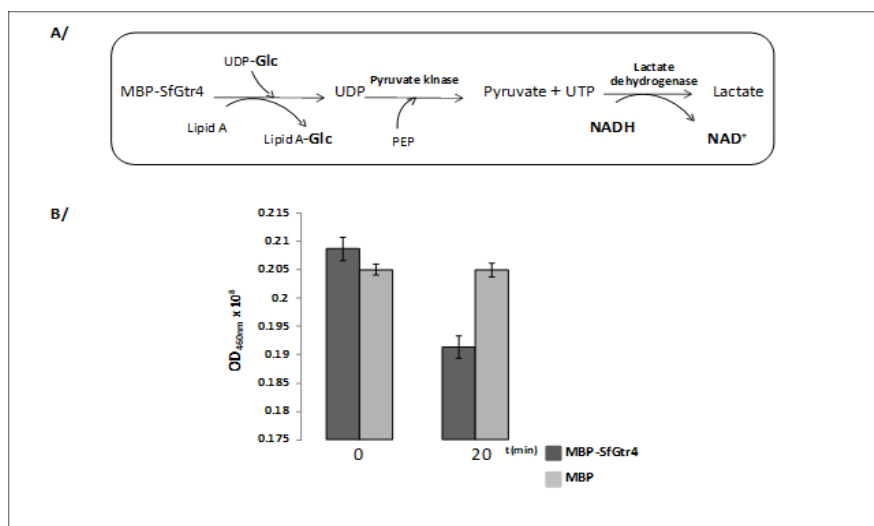 A/
UDP-Glc
Pyruvate kinase
Lactate
dehydrogenase
MBP-SfGtr4
UDP
Pyruvate + UTP
Lactate
Lipid A
Lipid A-Glc
PEP
NADH
NAD⁺
B/
OD460nm x 10⁸
0.215
0.21
0.205
0.2
0.195
0.19
0.185
0.18
0.175
0
20
t(min)
MBP-SfGtr4
MBP